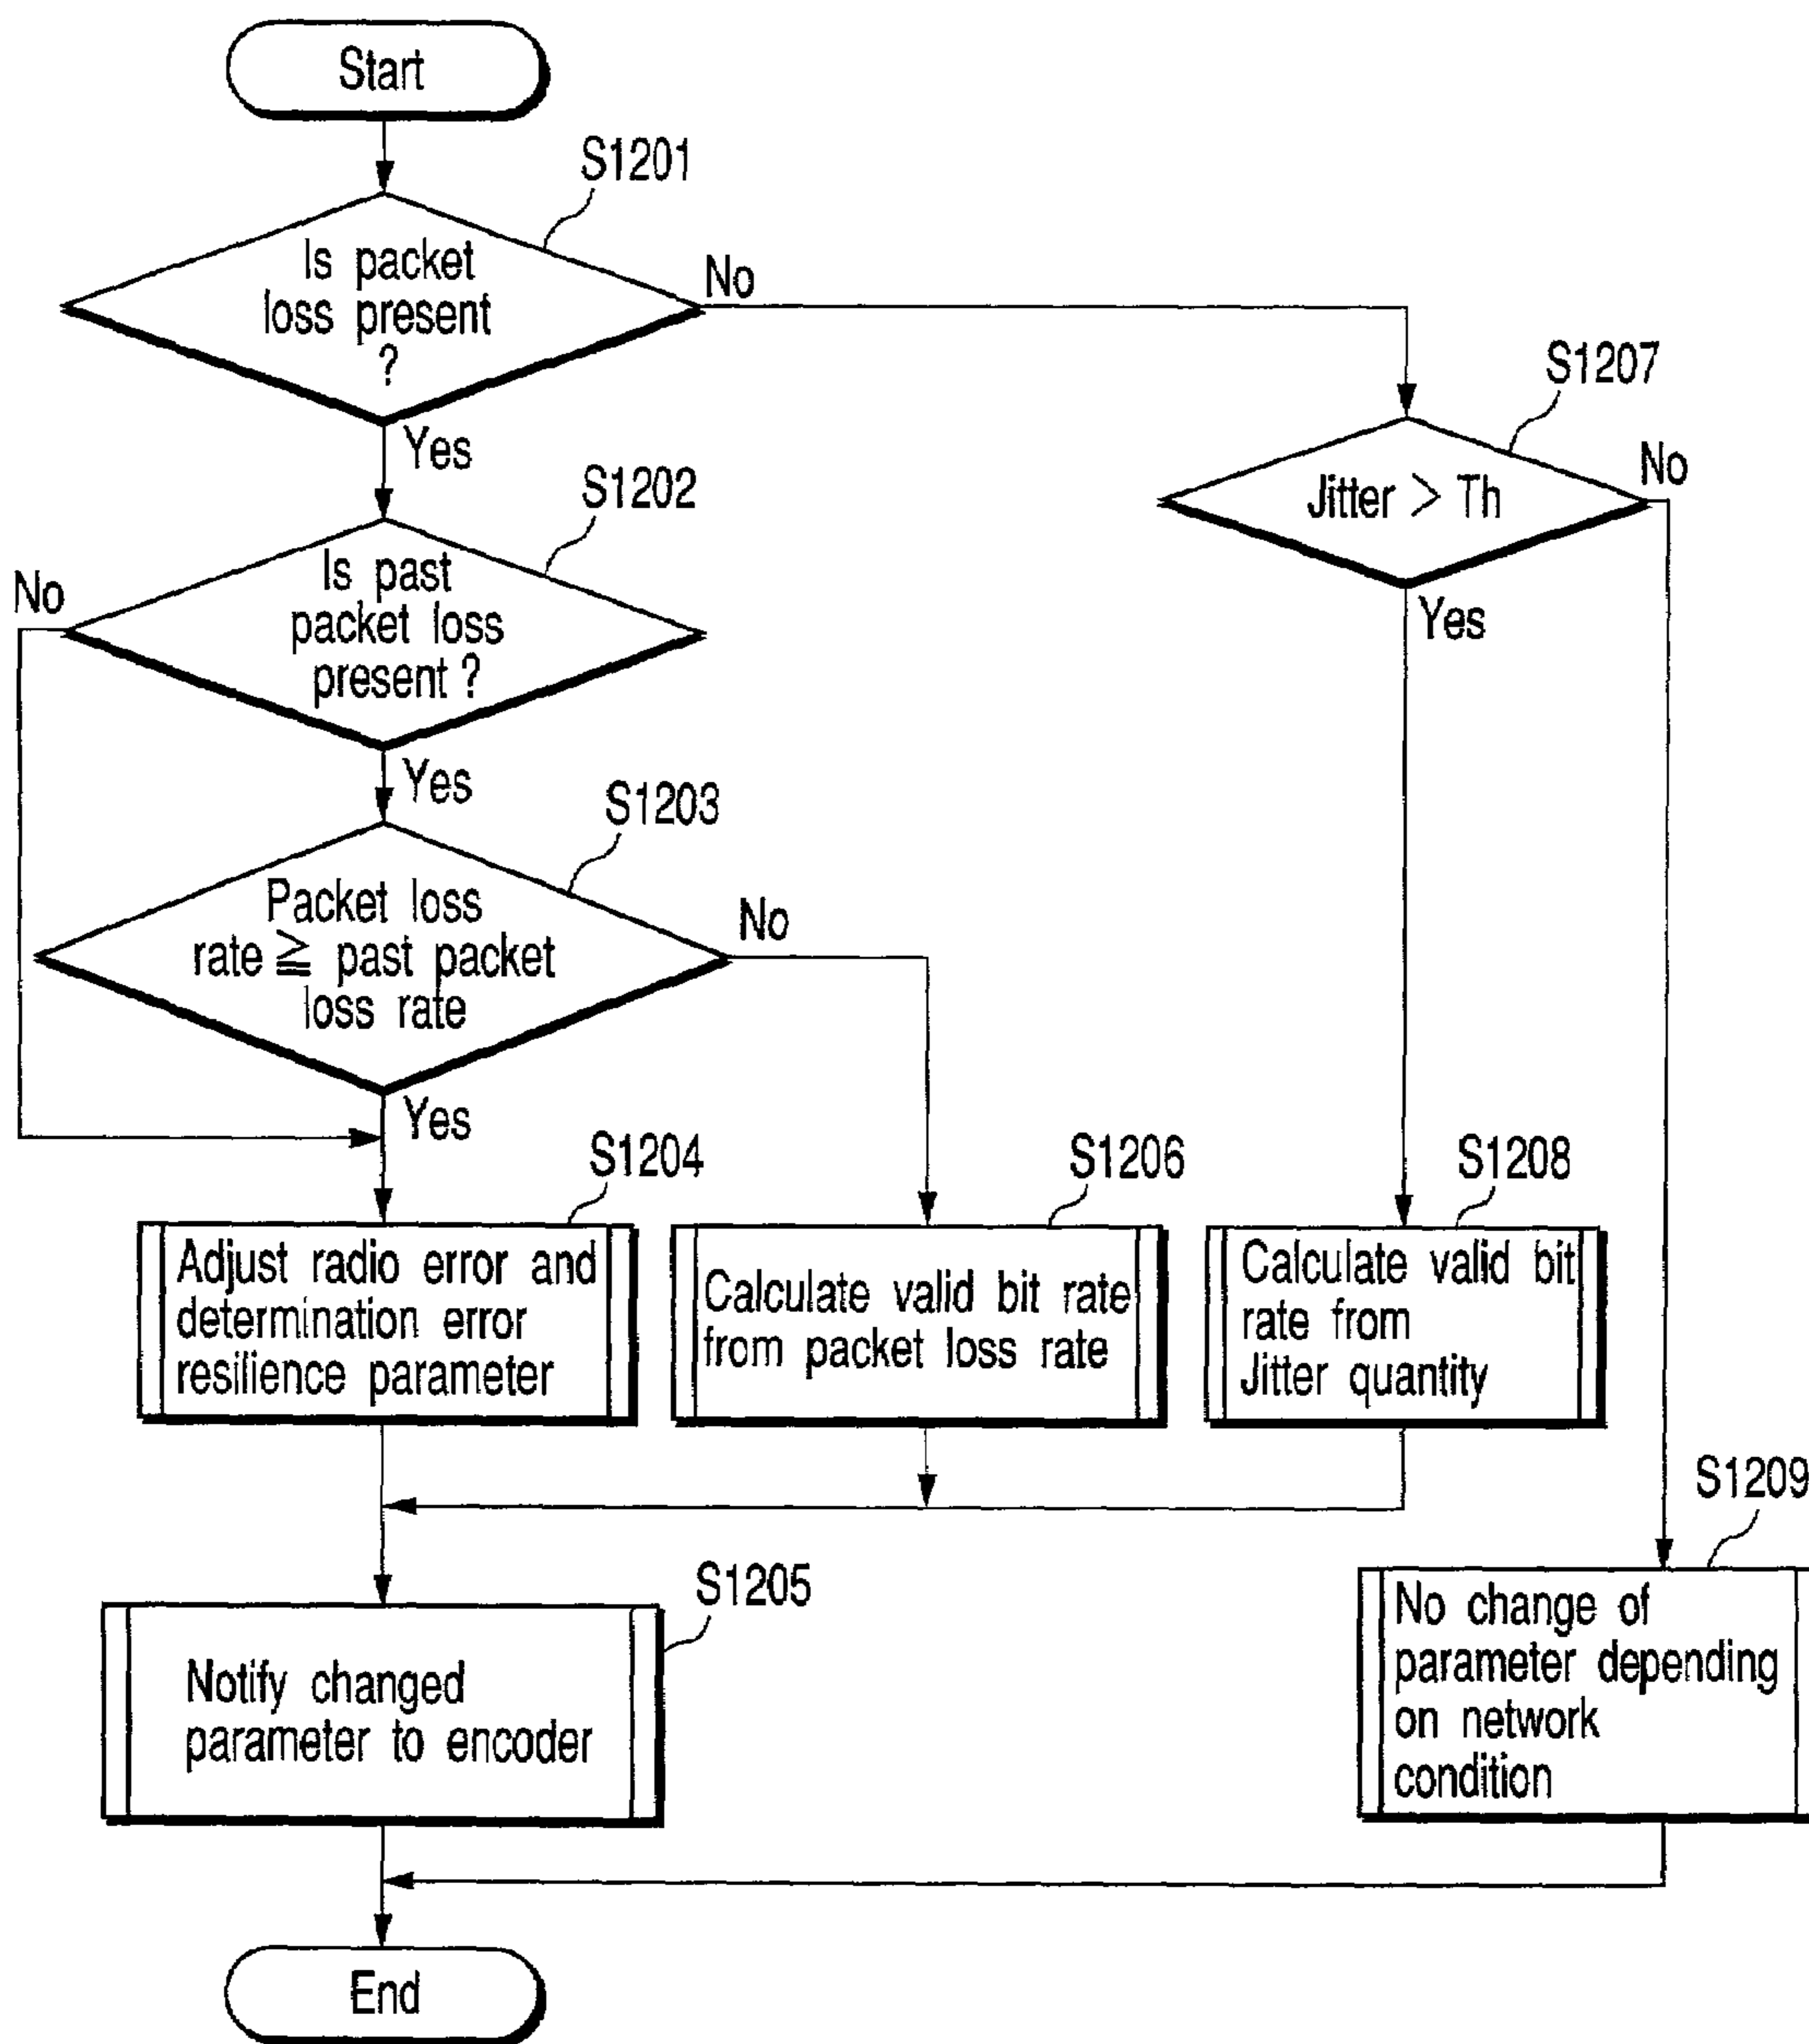 Start
S1201
Is packet
loss present
?
No
Yes
S1207
Jitter > Th
No
Yes
S1202
Is past
packet loss
present ?
No
Yes
S1203
Packet loss
rate ≧ past packet
loss rate
No
Yes
S1204
Adjust radio error and
determination error
resilience parameter
S1206
Calculate valid bit rate
from packet loss rate
S1208
Calculate valid bit
rate from
Jitter quantity
S1209
No change of
parameter depending
on network
condition
S1205
Notify changed
parameter to encoder
End